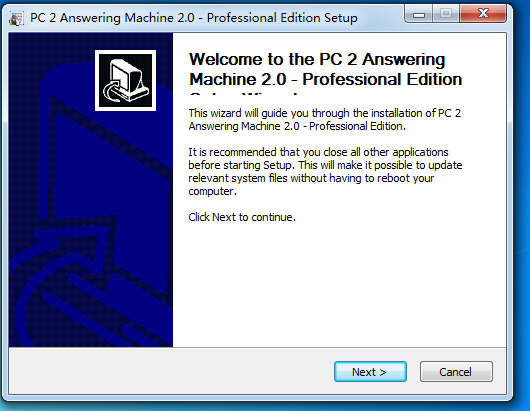 PC 2 Answering Machine 2.0 - Professional Edition Setup
Welcome to the PC 2 Answering
Machine 2.0 - Professional Edition
This wizard will guide you through the installation of PC 2
Answering Machine 2.0 - Professional Edition.
It is recommended that you close all other applications
before starting Setup. This will make it possible to update
relevant system files without having to reboot your
computer.
Click Next to continue.
Next >
Cancel